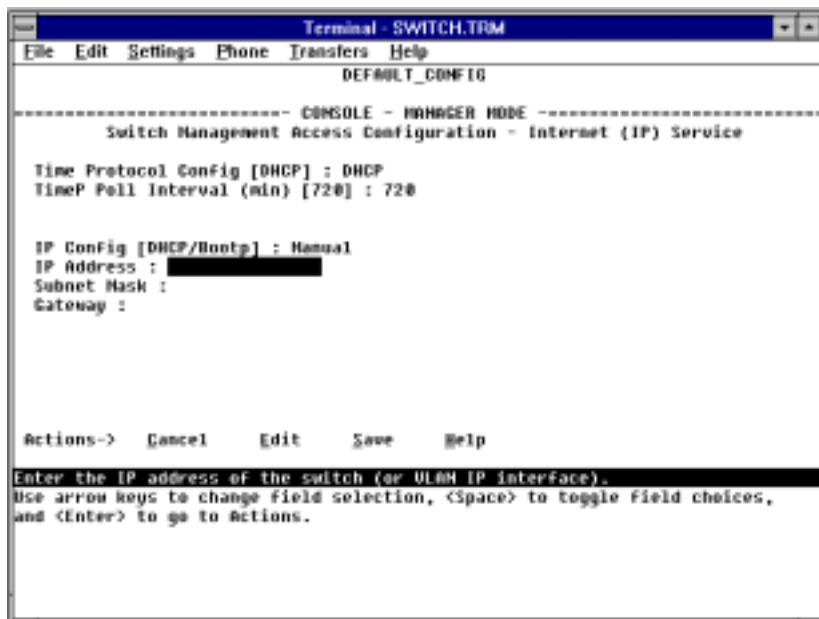 Terminal - SWITCH.TRM
File Edit Settings Phone Transfers Help
DEFAULT_CONFIG
---------------------------- CONSOLE - MANAGER MODE -----------------------------
Switch Management Access Configuration - Internet (IP) Service
Time Protocol Config [DHCP] : DHCP
TimeP Poll Interval (min) [720] : 720
IP Config [DHCP/Bootp] : Manual
IP Address :
Subnet Mask :
Gateway :
Actions-> Cancel Edit Save Help
Enter the IP address of the switch (or VLAN IP interface).
Use arrow keys to change field selection, <Space> to toggle field choices,
and <Enter> to go to Actions.